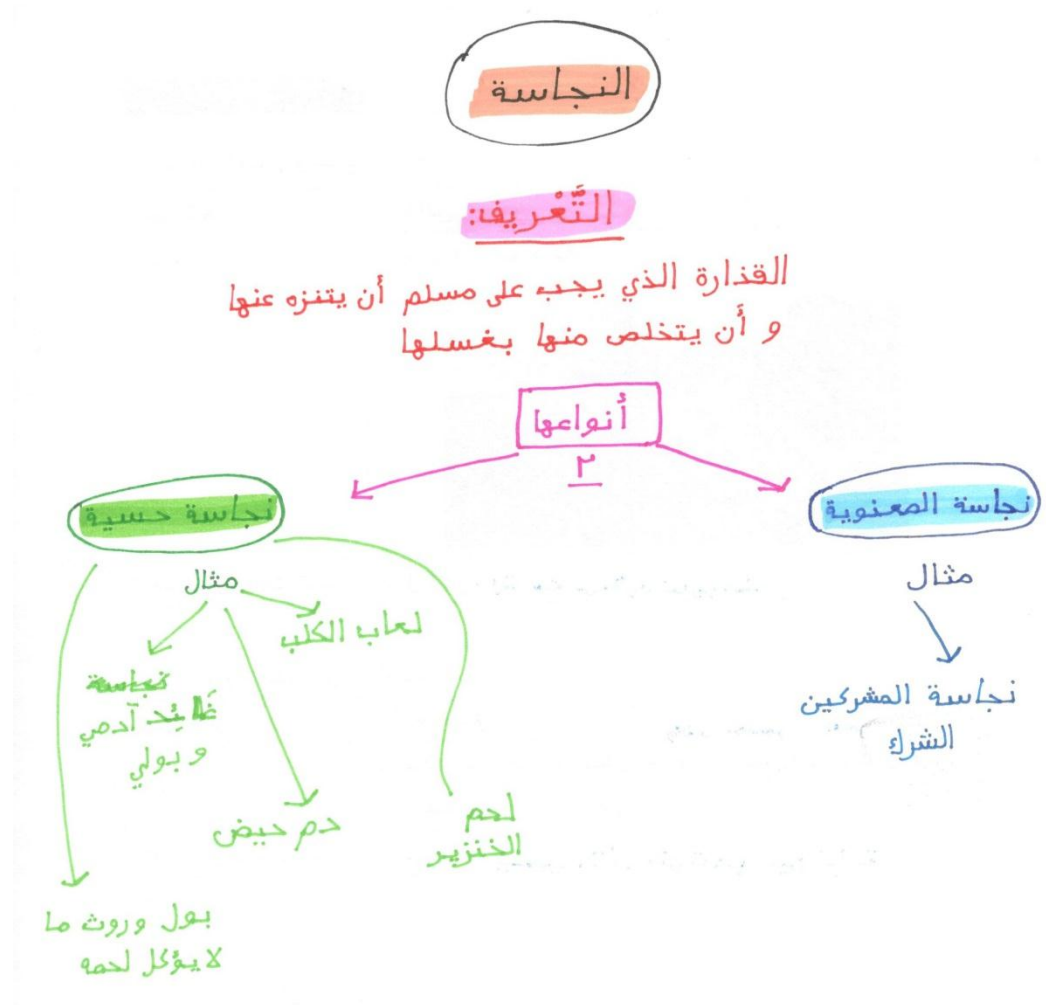 النجاسة
التَّعْريف:
القذارة الذي يجب على مسلم أن يتنزه عنها
و أن يتخلص منها بغسلها
أنواعها
٢
نجاسة المعنوية
مثال
نجاسة المشركين
الشرك
نجاسة حسية
مثال
لعاب الكلب
آدمي
و بولي
دم حيض
لحم
الخنزير
بول وروث ما
لا يؤكل لحمه